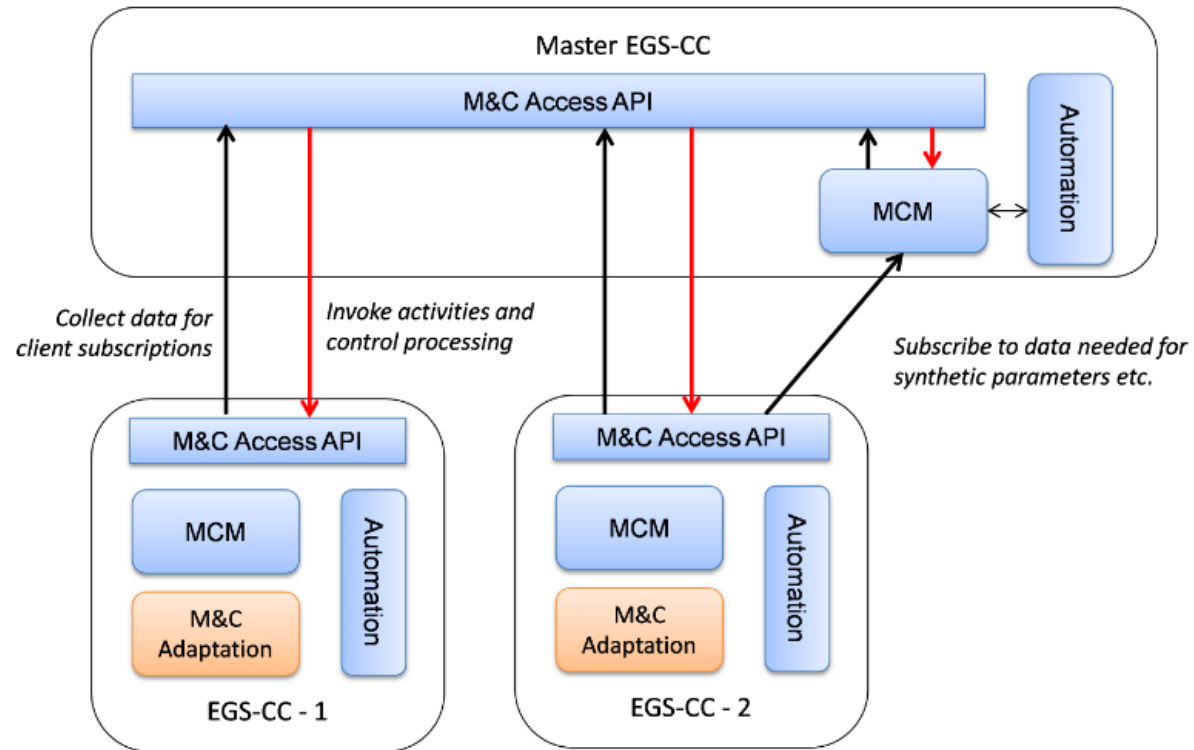 Master EGS-CC
M&C Access API
Automation
MCM
Collect data for
client subscriptions
Invoke activities and
control processing
Subscribe to data needed for
synthetic parameters etc.
M&C Access API
MCM
Automation
M&C
Adaptation
EGS-CC - 1
M&C Access API
MCM
Automation
M&C
Adaptation
EGS-CC - 2